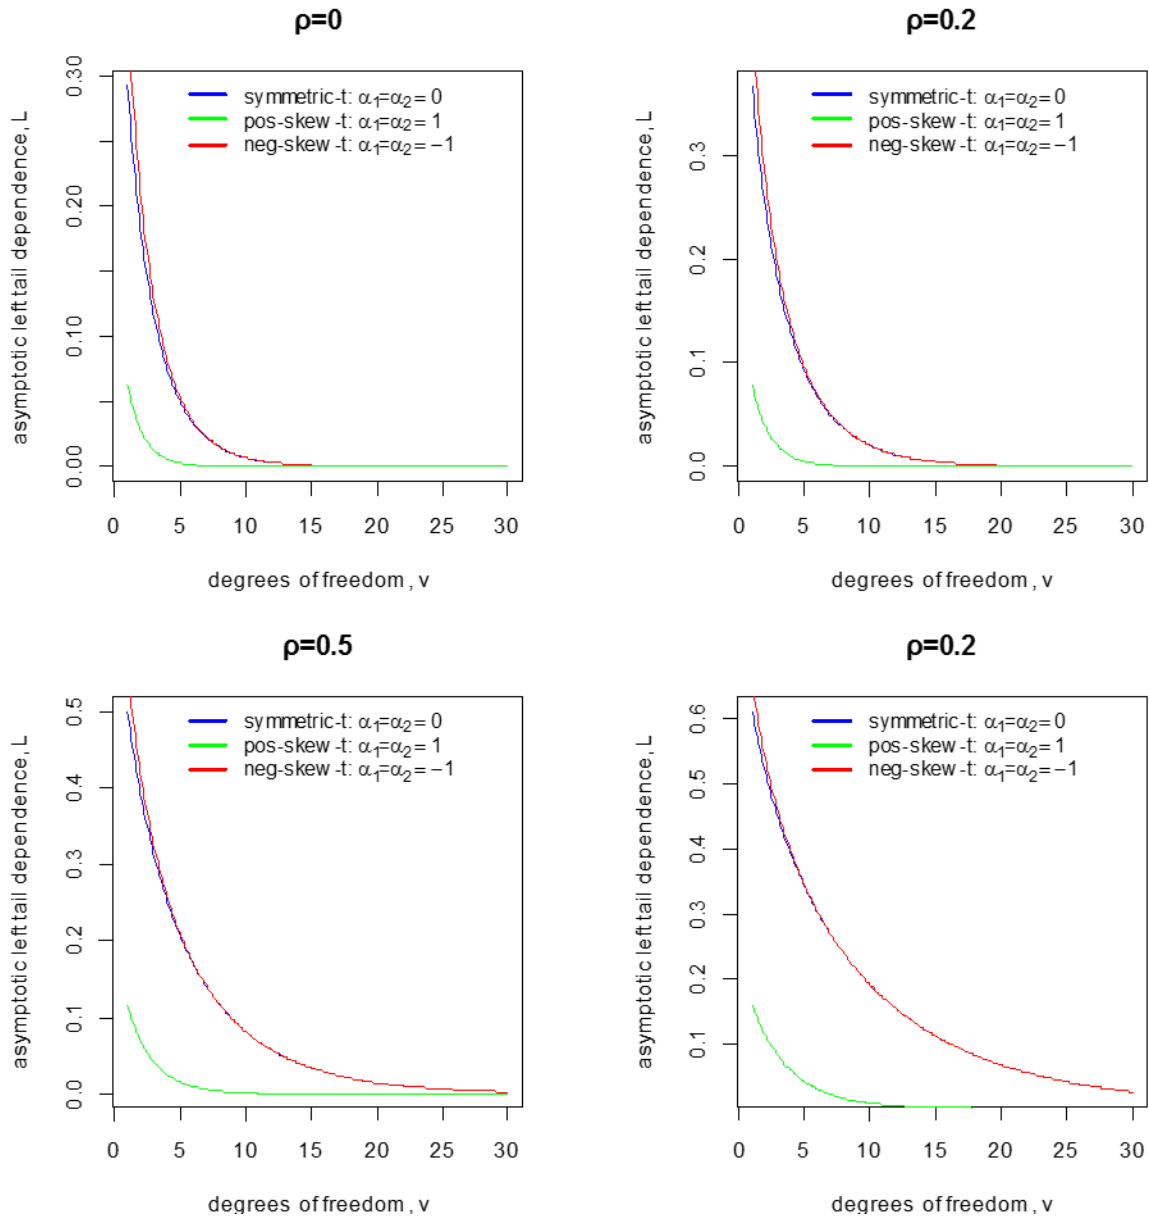 ρ=0
asymptotic left tail dependence, L
0.00
0.10
0.20
0.30
symmetric-t: α1=α2= 0
pos-skew -t: α1=α2= 1
neg-skew -t: α1=α2= −1
0 5 10 15 20 25 30
degrees of freedom , v
ρ=0.2
asymptotic left tail dependence, L
0.0
0.1
0.2
0.3
symmetric-t: α1=α2= 0
pos-skew -t: α1=α2= 1
neg-skew -t: α1=α2= −1
0 5 10 15 20 25 30
degrees of freedom , v
ρ=0.5
asymptotic left tail dependence, L
0.0
0.1
0.2
0.3
0.4
0.5
symmetric-t: α1=α2= 0
pos-skew -t: α1=α2= 1
neg-skew -t: α1=α2= −1
0 5 10 15 20 25 30
degrees of freedom , v
ρ=0.2
asymptotic left tail dependence, L
0.1
0.2
0.3
0.4
0.5
0.6
symmetric-t: α1=α2= 0
pos-skew -t: α1=α2= 1
neg-skew -t: α1=α2= −1
0 5 10 15 20 25 30
degrees of freedom , v